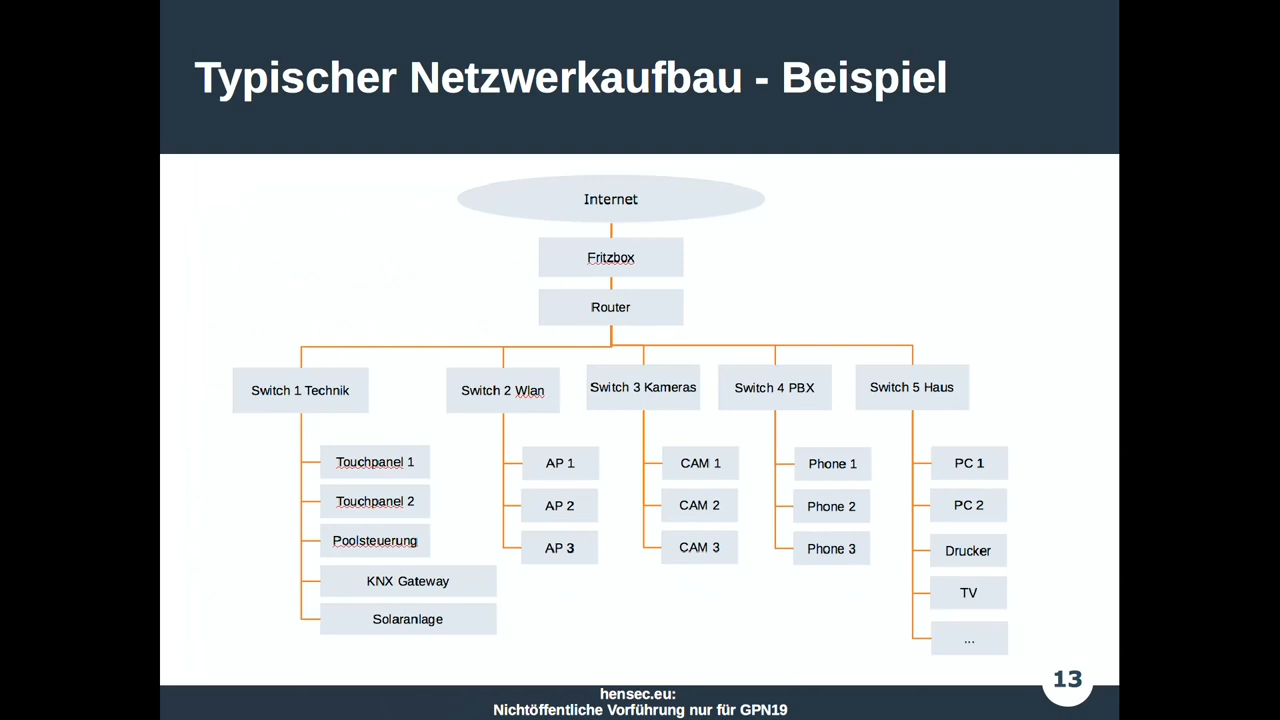 Typischer Netzwerkaufbau - Beispiel
Internet
Fritzbox
Router
Switch 1 Technik
Switch 2 Wlan
Switch 3 Kameras
Switch 4 PBX
Switch 5 Haus
Touchpanel 1
Touchpanel 2
Poolsteuerung
KNX Gateway
Solaranlage
AP 1
AP 2
AP 3
CAM 1
CAM 2
CAM 3
Phone 1
Phone 2
Phone 3
PC 1
PC 2
Drucker
TV
...
13
hensec.eu:
Nichtöffentliche Vorführung nur für GPN19